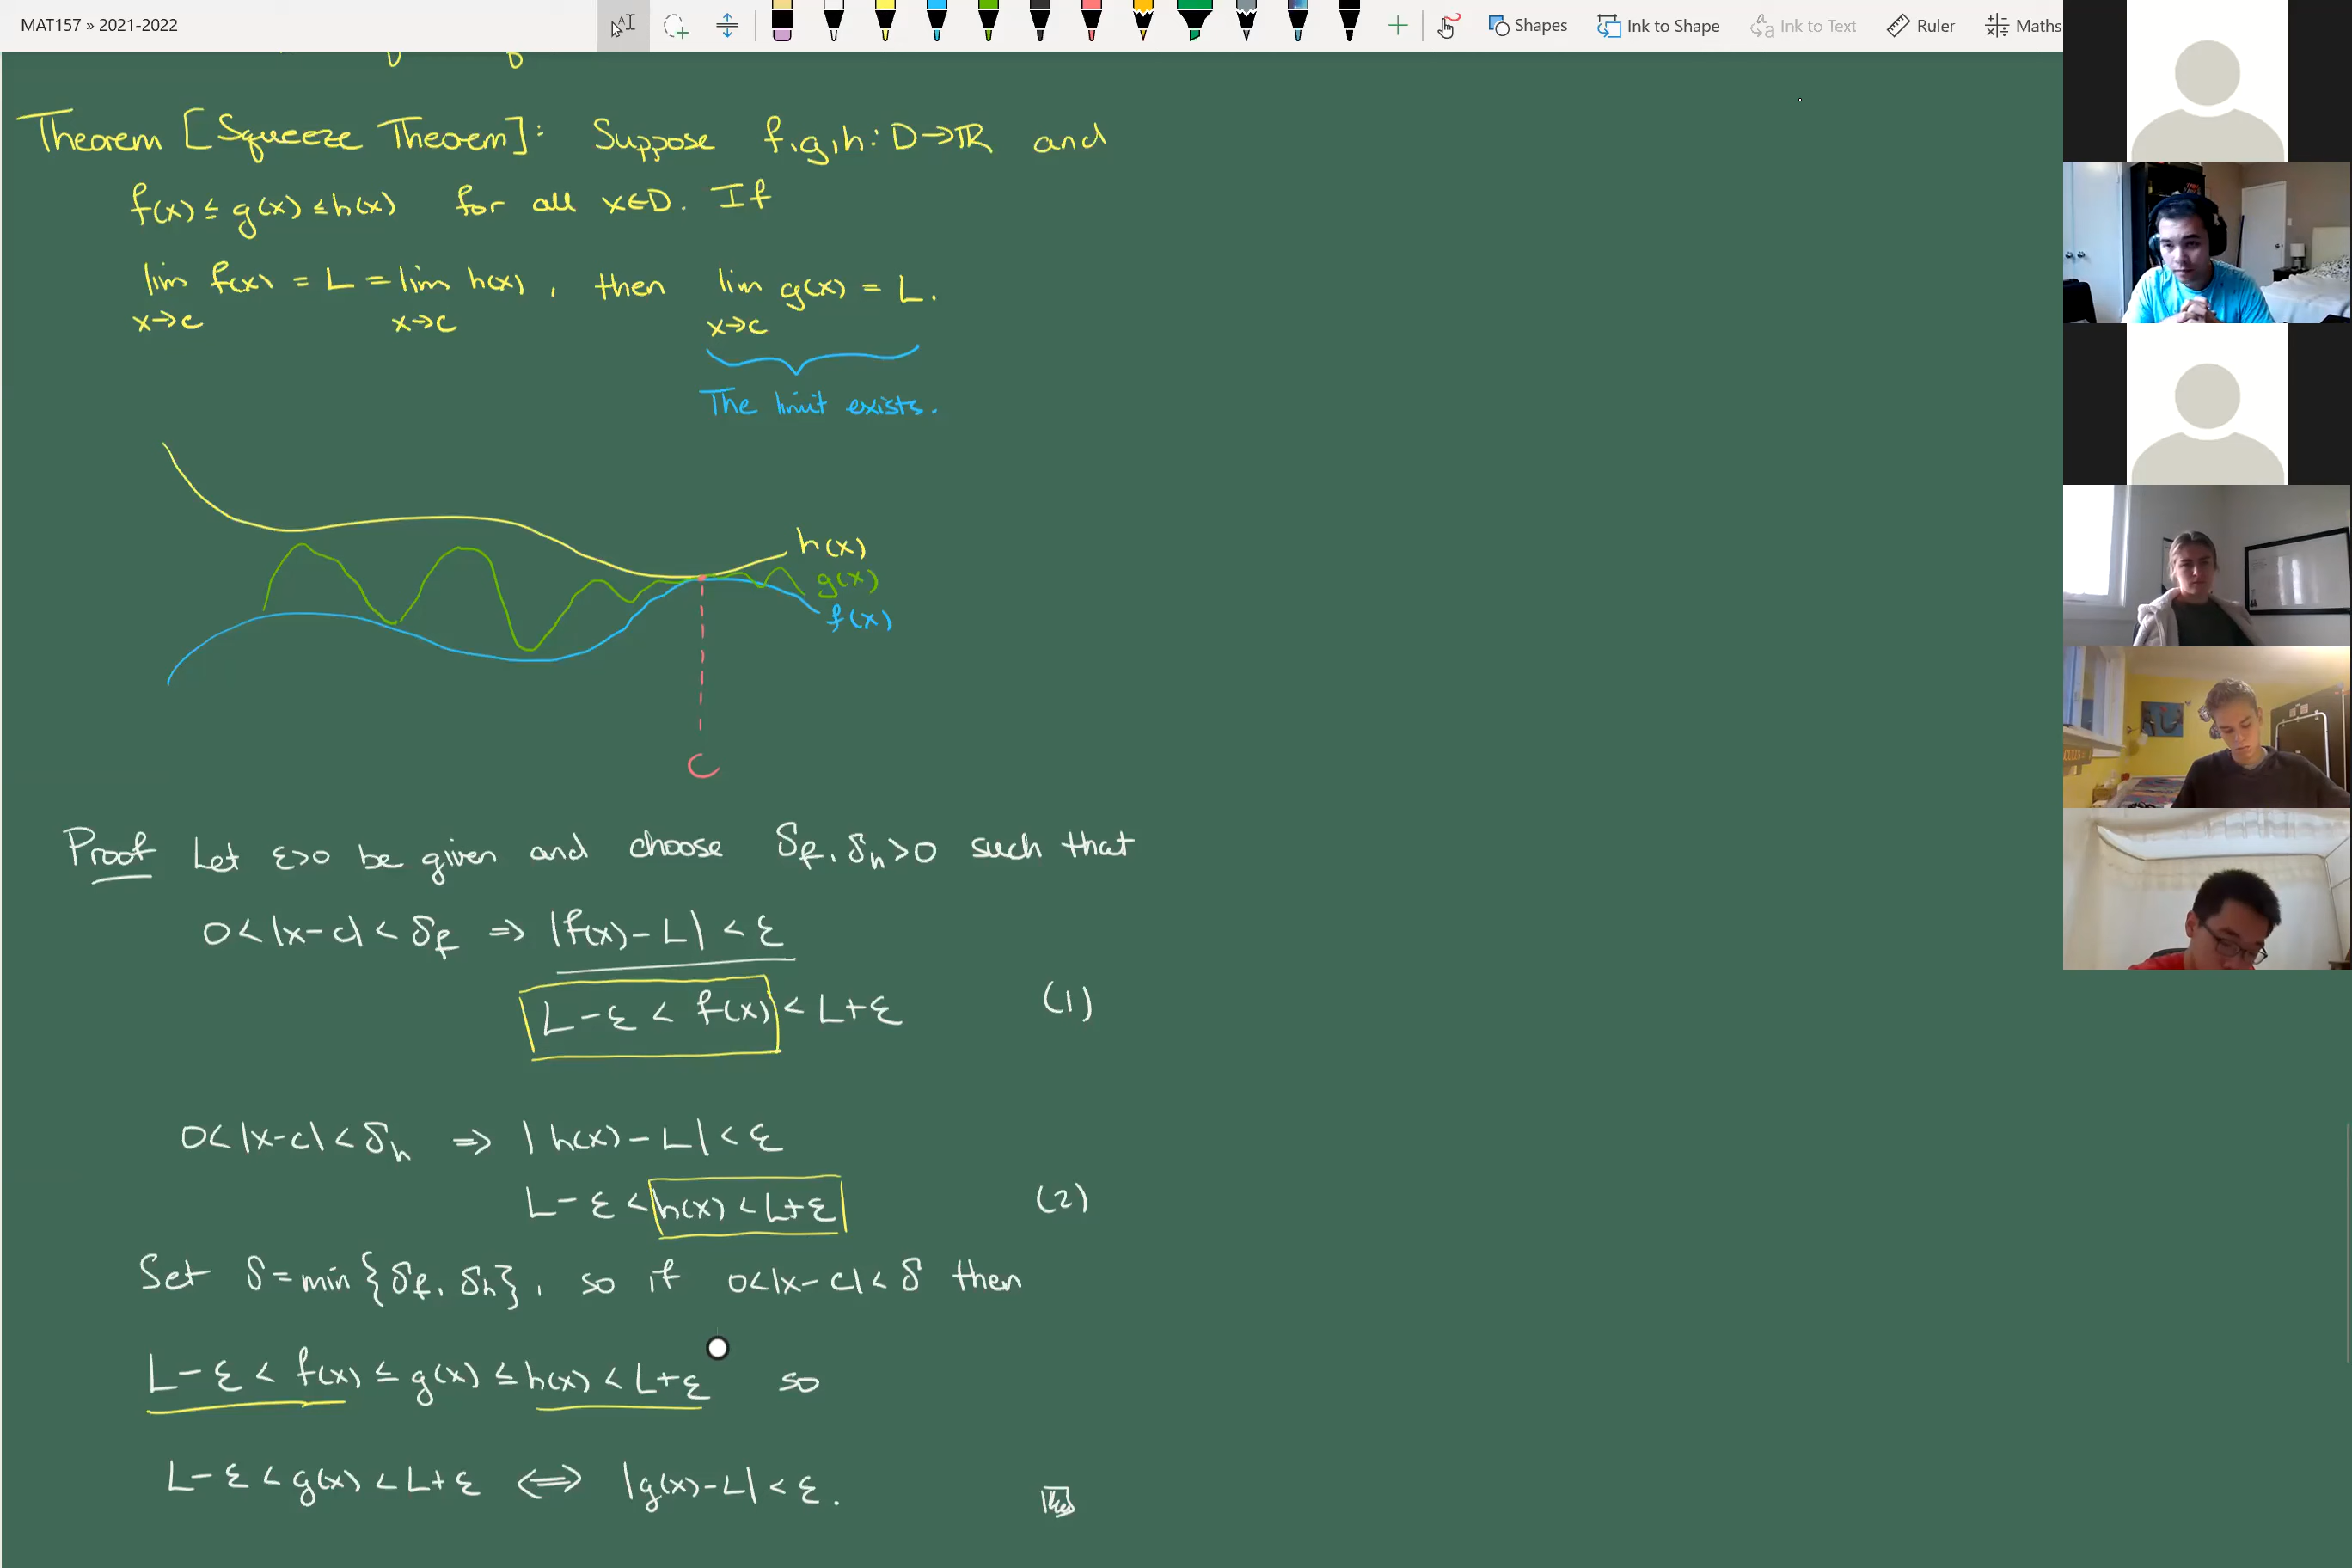 MAT157 » 2021-2022
Shapes
Ink to Shape
Ink to Text
Ruler
Maths
Theorem [Squeeze Theorem]: Suppose f,g,h: D→ℝ and
f(x) ≤ g(x) ≤ h(x) for all x∈D. If
lim f(x) = L = lim h(x), then lim g(x) = L.
x→c x→c x→c
The limit exists.
h(x)
g(x)
f(x)
C
Proof Let ε>0 be given and choose δf, δh>0 such that
0<|x-c|<δf ⇒ |f(x)-L|<ε
L-ε < f(x) < L+ε (1)
0<|x-c|<δh ⇒ |h(x)-L|<ε
L-ε < h(x) < L+ε (2)
Set δ=min{δf, δh}, so if 0<|x-c|<δ then
L-ε < f(x) ≤ g(x) ≤ h(x) < L+ε so
L-ε < g(x) < L+ε ⟺ |g(x)-L|<ε.